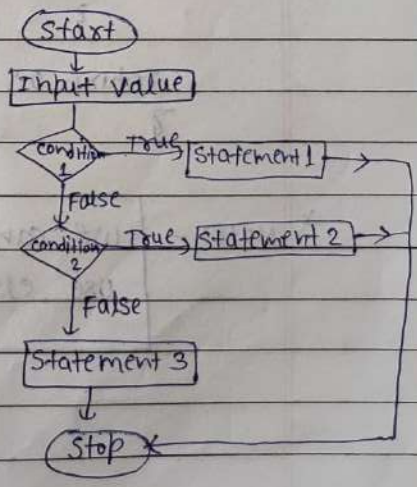 Start
Input value
condition
1
True
Statement 1
False
condition
2
True
Statement 2
False
Statement 3
Stop